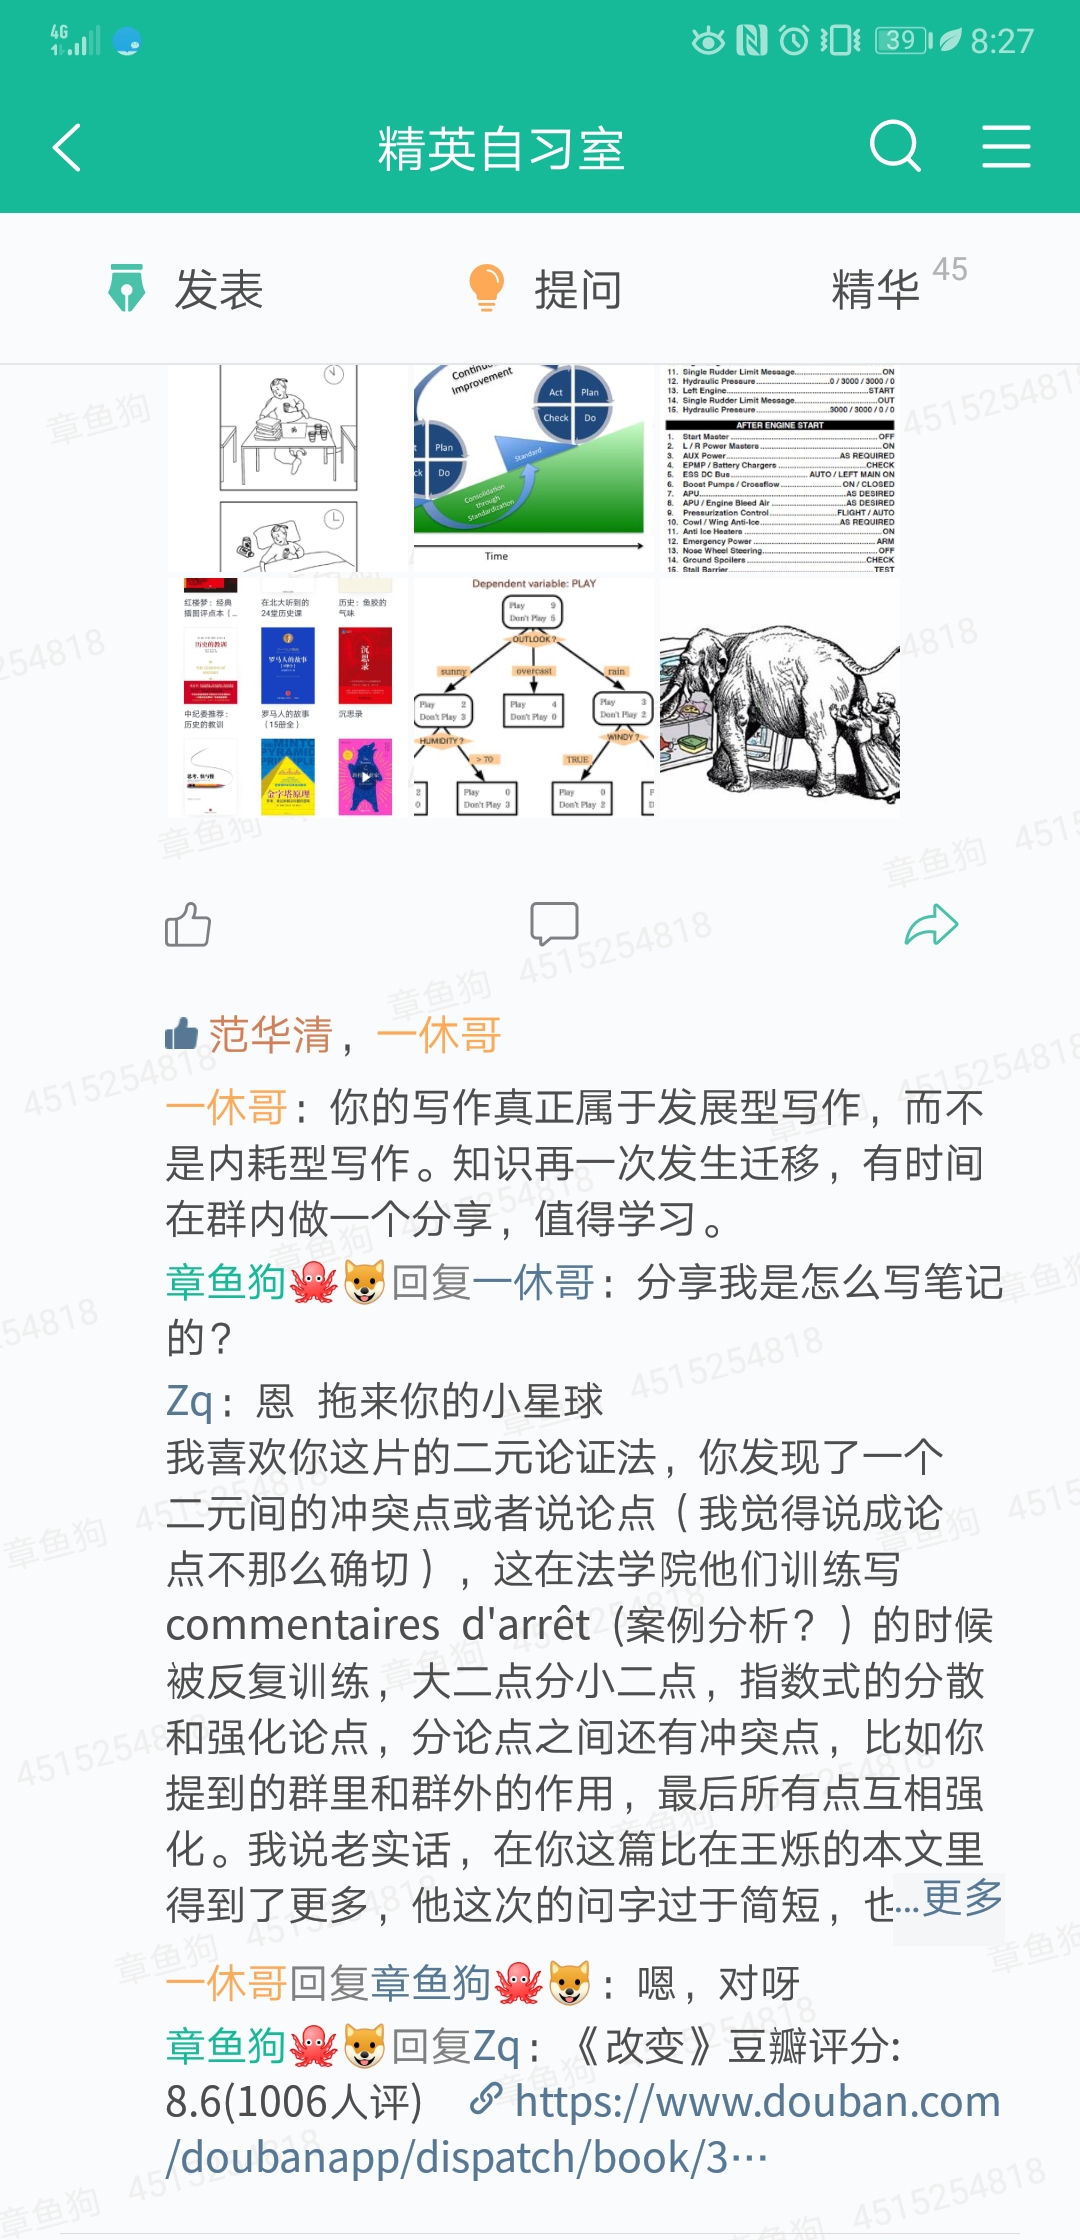 4G
39
8:27
精英自习室
发表
提问
精华 45
Improvement
Act Plan
Check Do
Plan
Do
Standard
Consolidation through Standardization
Time
11. Single Rudder Limit Message ON
12. Hydraulic Pressure 0 / 3000 / 3000 / 0
13. Left Engine START
14. Single Rudder Limit Message OUT
15. Hydraulic Pressure 3000 / 3000 / 0 / 0
AFTER ENGINE START
1. Start Master OFF
2. L / R Power Masters ON
3. AUX Power AS REQUIRED
4. EPMP / Battery Chargers CHECK
5. ESS DC Bus AUTO / LEFT MAIN ON
6. Boost Pumps / Crossflow ON / CLOSED
7. APU AS DESIRED
8. APU / Engine Bleed Air AS DESIRED
9. Pressurization Control FLIGHT / AUTO
10. Cowl / Wing Anti-Ice AS REQUIRED
11. Anti Ice Heaters ON
12. Emergency Power ARM
13. Nose Wheel Steering OFF
14. Ground Spoilers CHECK
15. Stall Barrier TEST
红楼梦：经典
插图评点本（...
在北大听到的
24堂历史课
历史：鱼胶的
气味
历史的教训
罗马人的故事
沉思录
中纪委推荐：
历史的教训
罗马人的故事
（15册全）
沉思录
思考，快与慢
金字塔原理
Dependent variable: PLAY
Play 9
Don't Play 5
OUTLOOK ?
sunny
overcast
rain
Play 2
Don't Play 3
Play 4
Don't Play 0
Play 3
Don't Play 2
HUMIDITY ?
WINDY ?
> 70
TRUE
Play 0
Don't Play 3
Play 0
Don't Play 2
范华清，一休哥
一休哥：你的写作真正属于发展型写作，而不
是内耗型写作。知识再一次发生迁移，有时间
在群内做一个分享，值得学习。
章鱼狗🐙🐶回复一休哥：分享我是怎么写笔记
的？
Zq：恩 拖来你的小星球
我喜欢你这片的二元论证法，你发现了一个
二元间的冲突点或者说论点（我觉得说成论
点不那么确切），这在法学院他们训练写
commentaires d'arrêt（案例分析？）的时候
被反复训练，大二点分小二点，指数式的分散
和强化论点，分论点之间还有冲突点，比如你
提到的群里和群外的作用，最后所有点互相强
化。我说老实话，在你这篇比在王烁的本文里
得到了更多，他这次的问字过于简短，也...更多
一休哥回复章鱼狗🐙🐶：嗯，对呀
章鱼狗🐙🐶回复Zq：《改变》豆瓣评分:
8.6(1006人评) https://www.douban.com
/doubanapp/dispatch/book/3…
章鱼狗 4515254818